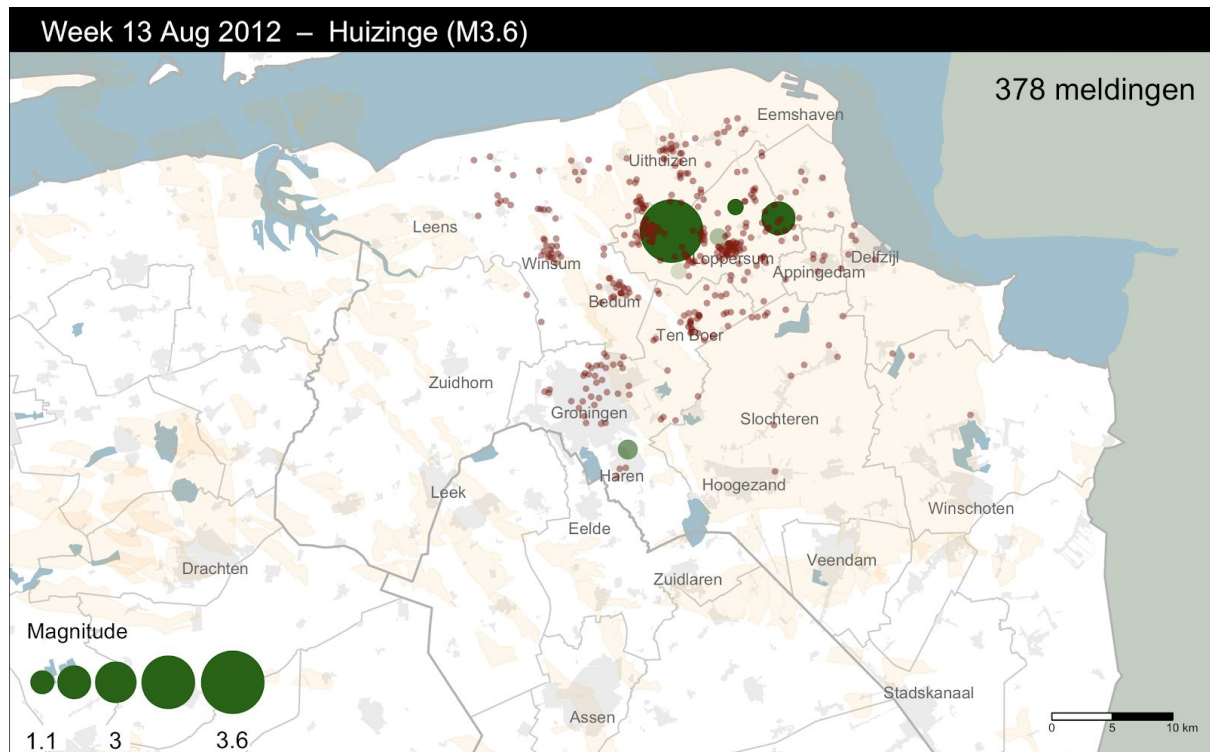 Week 13 Aug 2012 – Huizinge (M3.6)
378 meldingen
Eemshaven
Uithuizen
Leens
Winsum
Loppersum
Delfzijl
Appingedam
Bedum
Ten Boer
Zuidhorn
Groningen
Slochteren
Haren
Leek
Hoogezand
Winschoten
Eelde
Drachten
Veendam
Zuidlaren
Magnitude
Stadskanaal
Assen
0 5 10 km
1.1 3 3.6